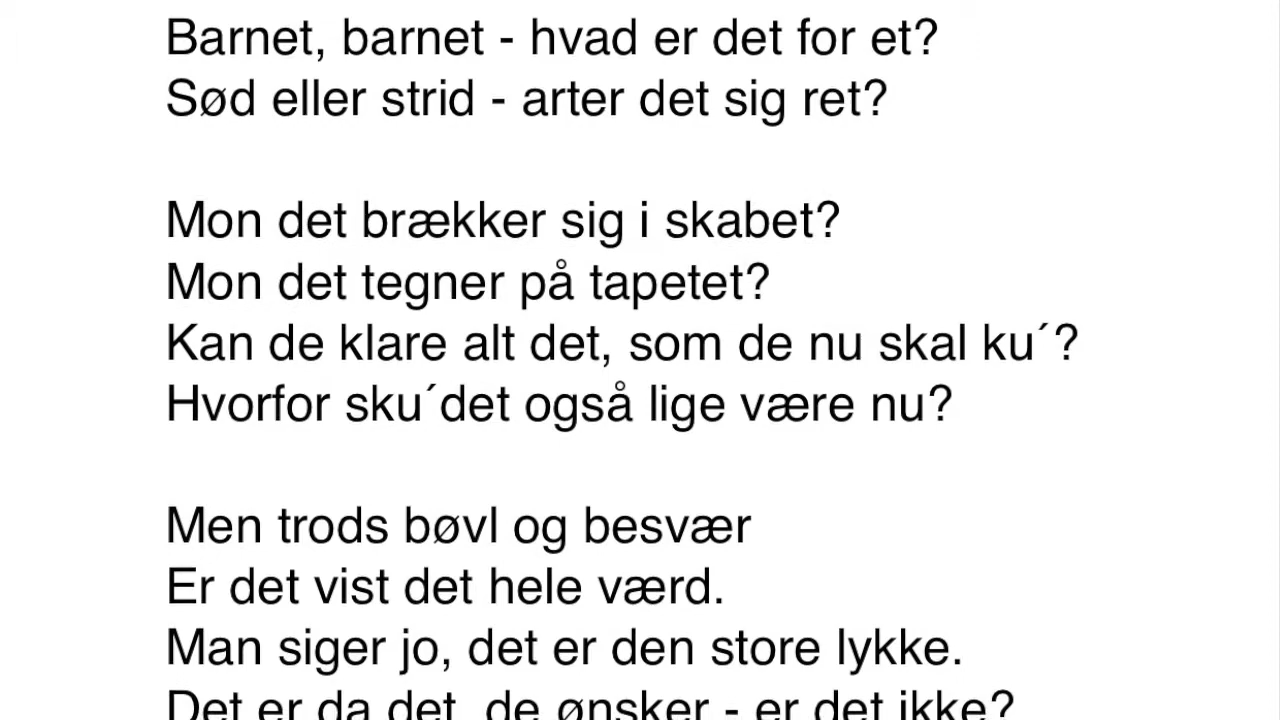 Barnet, barnet - hvad er det for et?
Sød eller strid - arter det sig ret?
Mon det brækker sig i skabet?
Mon det tegner på tapetet?
Kan de klare alt det, som de nu skal ku´?
Hvorfor sku´det også lige være nu?
Men trods bøvl og besvær
Er det vist det hele værd.
Man siger jo, det er den store lykke.
Det er da det, de ønsker - er det ikke?